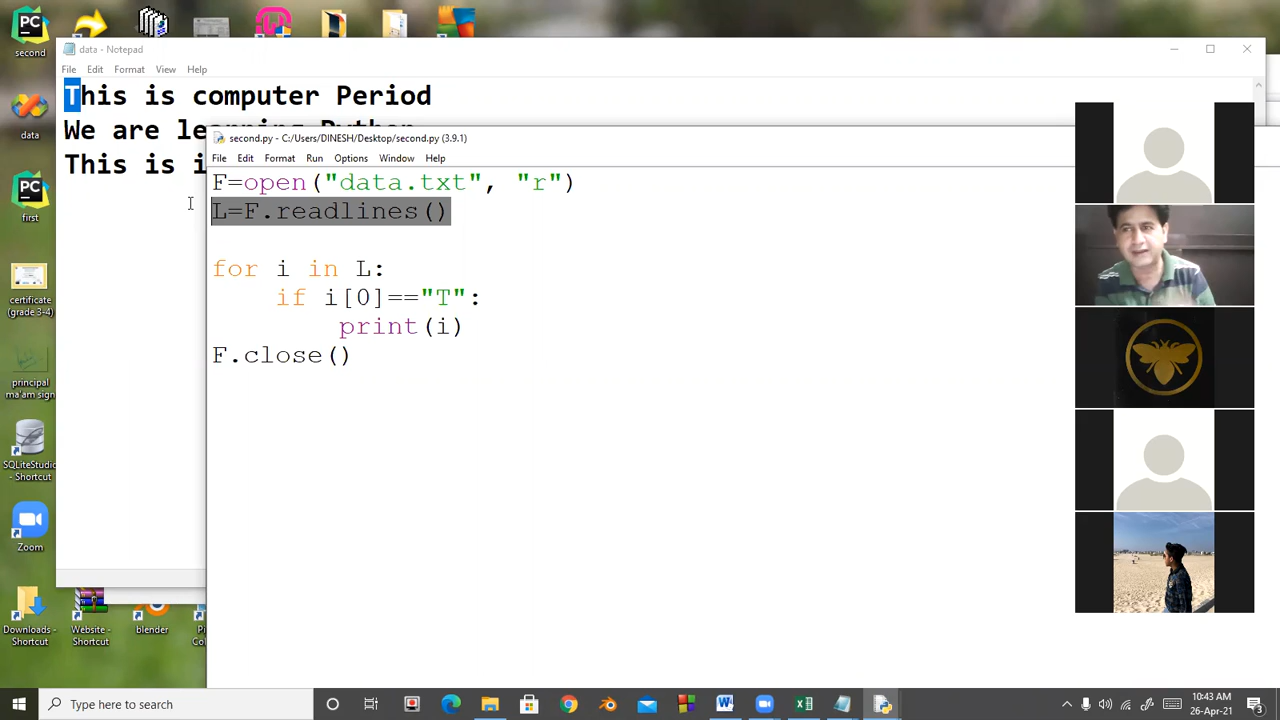 second
data - Notepad
File Edit Format View Help
This is computer Period
We are learning Python
This is i
data
first
certificate
(grade 3-4)
principal
ma'am sign
SQLiteStudio
- Shortcut
Zoom
Downloads -
Shortcut
Website -
Shortcut
blender
second.py - C:/Users/DINESH/Desktop/second.py (3.9.1)
File Edit Format Run Options Window Help
F=open("data.txt", "r")
L=F.readlines()
for i in L:
if i[0]=="T":
print(i)
F.close()
Type here to search
10:43 AM
26-Apr-21
3